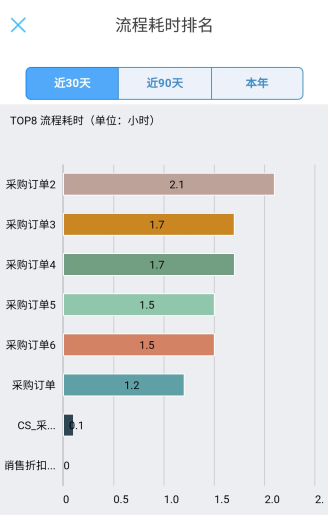 流程耗时排名
近30天 近90天 本年
TOP8 流程耗时（单位：小时）
采购订单2 2.1
采购订单3 1.7
采购订单4 1.7
采购订单5 1.5
采购订单6 1.5
采购订单 1.2
CS_采... 0.1
销售折扣... 0
0 0.5 1.0 1.5 2.0 2.